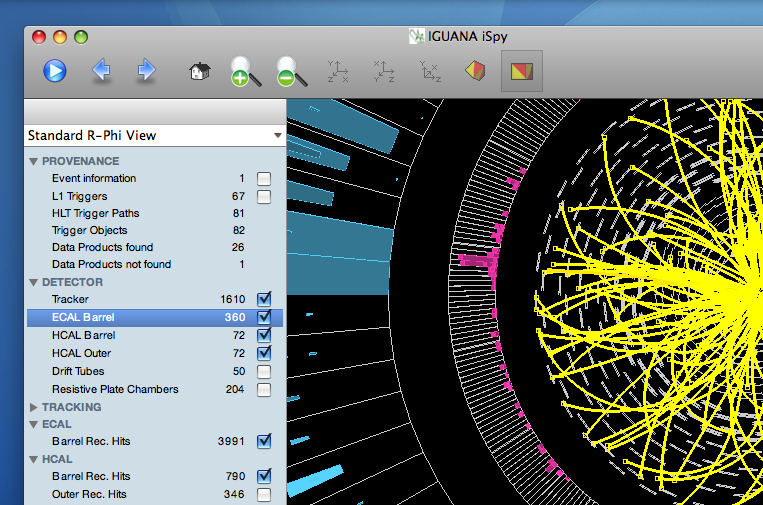 IGUANA iSpy
Standard R-Phi View
PROVENANCE
Event information 1
L1 Triggers 67
HLT Trigger Paths 81
Trigger Objects 82
Data Products found 26
Data Products not found 1
DETECTOR
Tracker 1610
ECAL Barrel 360
HCAL Barrel 72
HCAL Outer 72
Drift Tubes 50
Resistive Plate Chambers 204
TRACKING
ECAL
Barrel Rec. Hits 3991
HCAL
Barrel Rec. Hits 790
Outer Rec. Hits 346